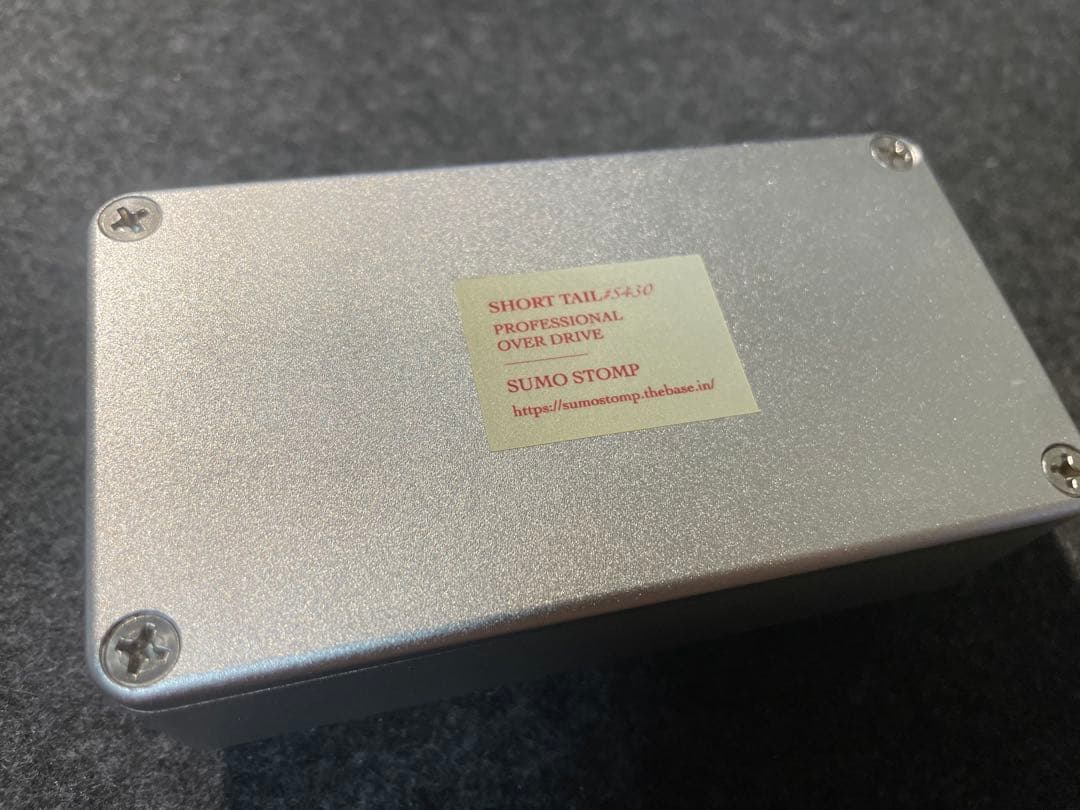 SHORT TAIL#5430
PROFESSIONAL
OVER DRIVE
SUMO STOMP
https://sumostomp.thebase.in/